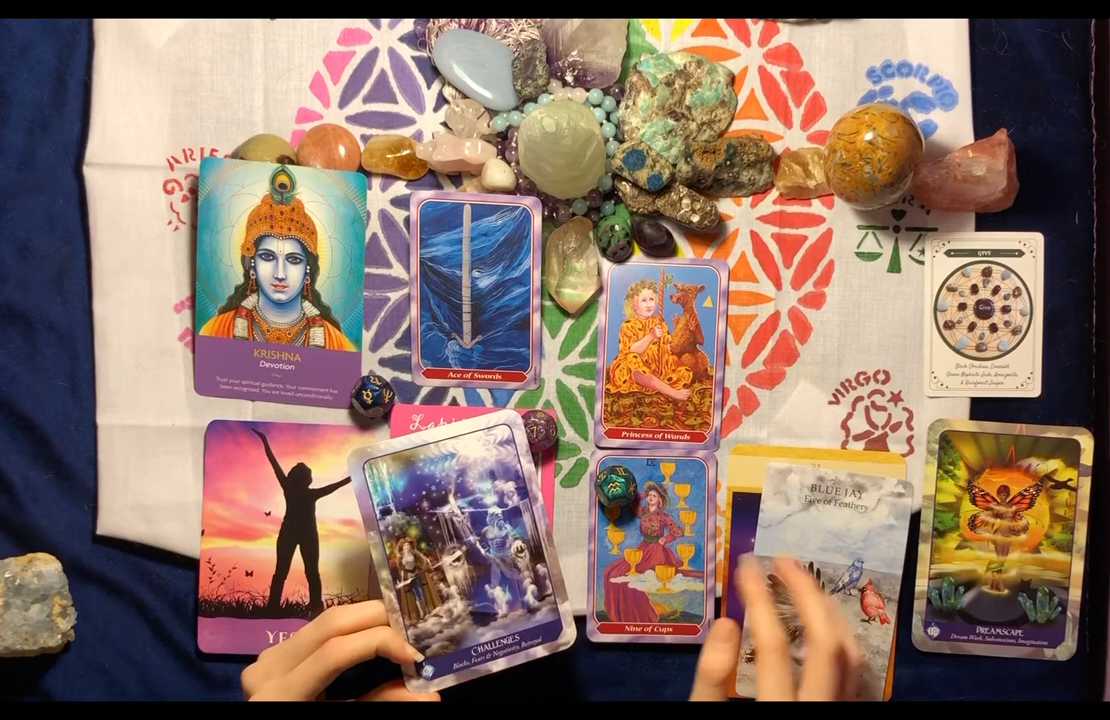 ARIES
SCORPIO
VIRGO
KRISHNA
Devotion
Trust your spiritual guidance. Your commitment has
been recognized. You are loved unconditionally.
Ace of Swords
Princess of Wands
IX
Nine of Cups
YES
CHALLENGES
Blocks, Fears & Negativity, Betrayal
BLUE JAY
Five of Feathers
DREAMSCAPE
Dream Work, Subconscious, Imagination